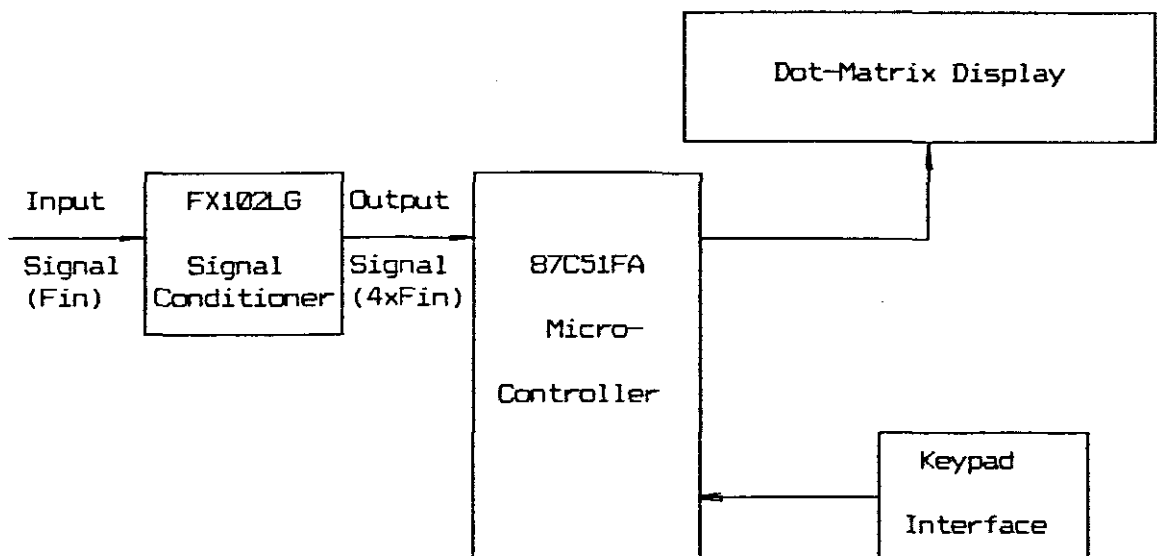 Dot-Matrix Display
Input
Signal
(Fin)
FX102LG
Signal
Conditioner
Output
Signal
(4xFin)
87C51FA
Micro-
Controller
Keypad
Interface